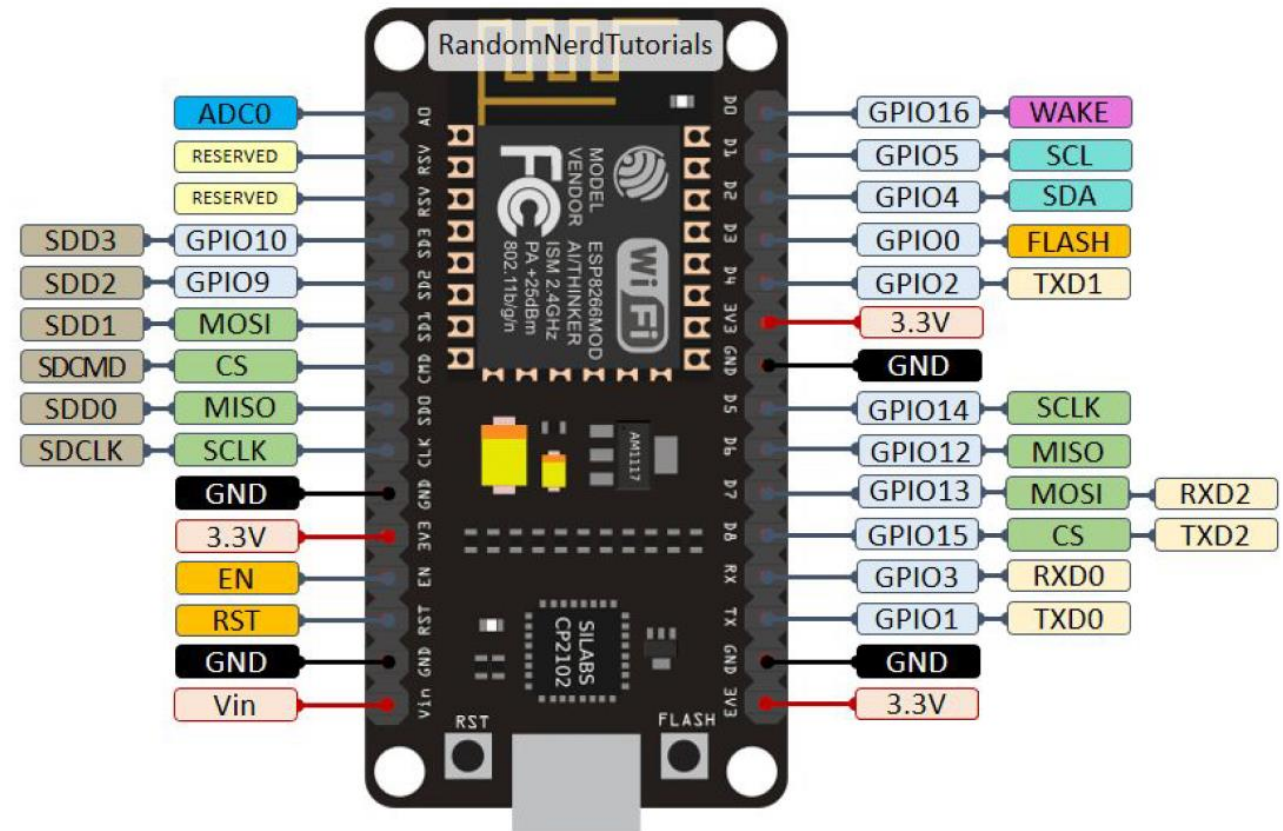 RandomNerdTutorials
ADC0
RESERVED
RESERVED
SDD3 GPIO10
SDD2 GPIO9
SDD1 MOSI
SDCMD CS
SDD0 MISO
SDCLK SCLK
GND
3.3V
EN
RST
GND
Vin
A0
RSV
RSV
SD3
SD2
SD1
CMD
SD0
CLK
GND
3V3
EN
RST
GND
Vin
MODEL
VENDOR
ESP8266MOD
AI/THINKER
ISM 2.4GHz
PA +25dBm
802.11b/g/n
FC
Wi Fi
AM1117
SILABS
CP2102
RST
FLASH
D0
D1
D2
D3
D4
3V3
GND
D5
D6
D7
D8
RX
TX
GND
3V3
GPIO16 WAKE
GPIO5 SCL
GPIO4 SDA
GPIO0 FLASH
GPIO2 TXD1
3.3V
GND
GPIO14 SCLK
GPIO12 MISO
GPIO13 MOSI RXD2
GPIO15 CS TXD2
GPIO3 RXD0
GPIO1 TXD0
GND
3.3V